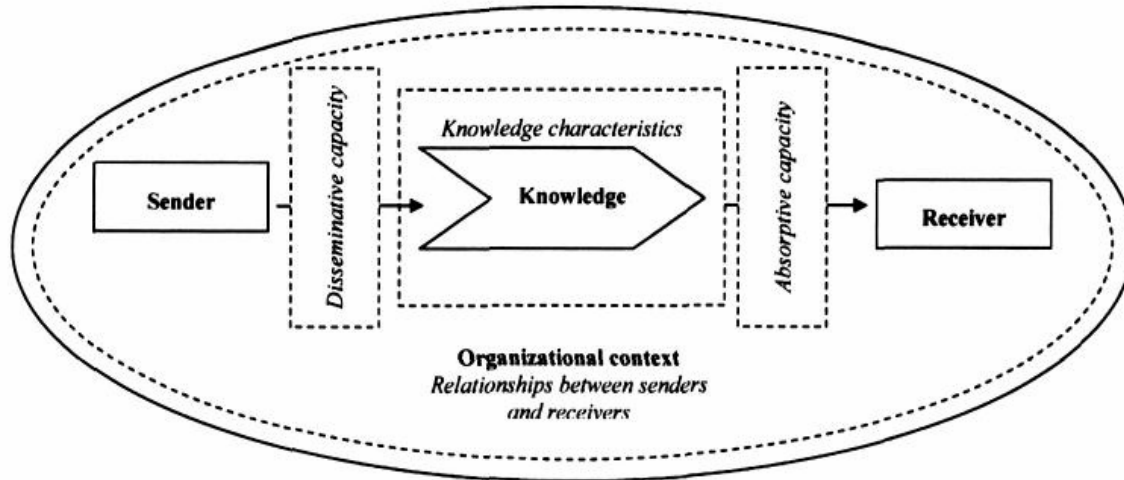 Sender
Disseminative capacity
Knowledge characteristics
Knowledge
Absorptive capacity
Receiver
Organizational context
Relationships between senders
and receivers